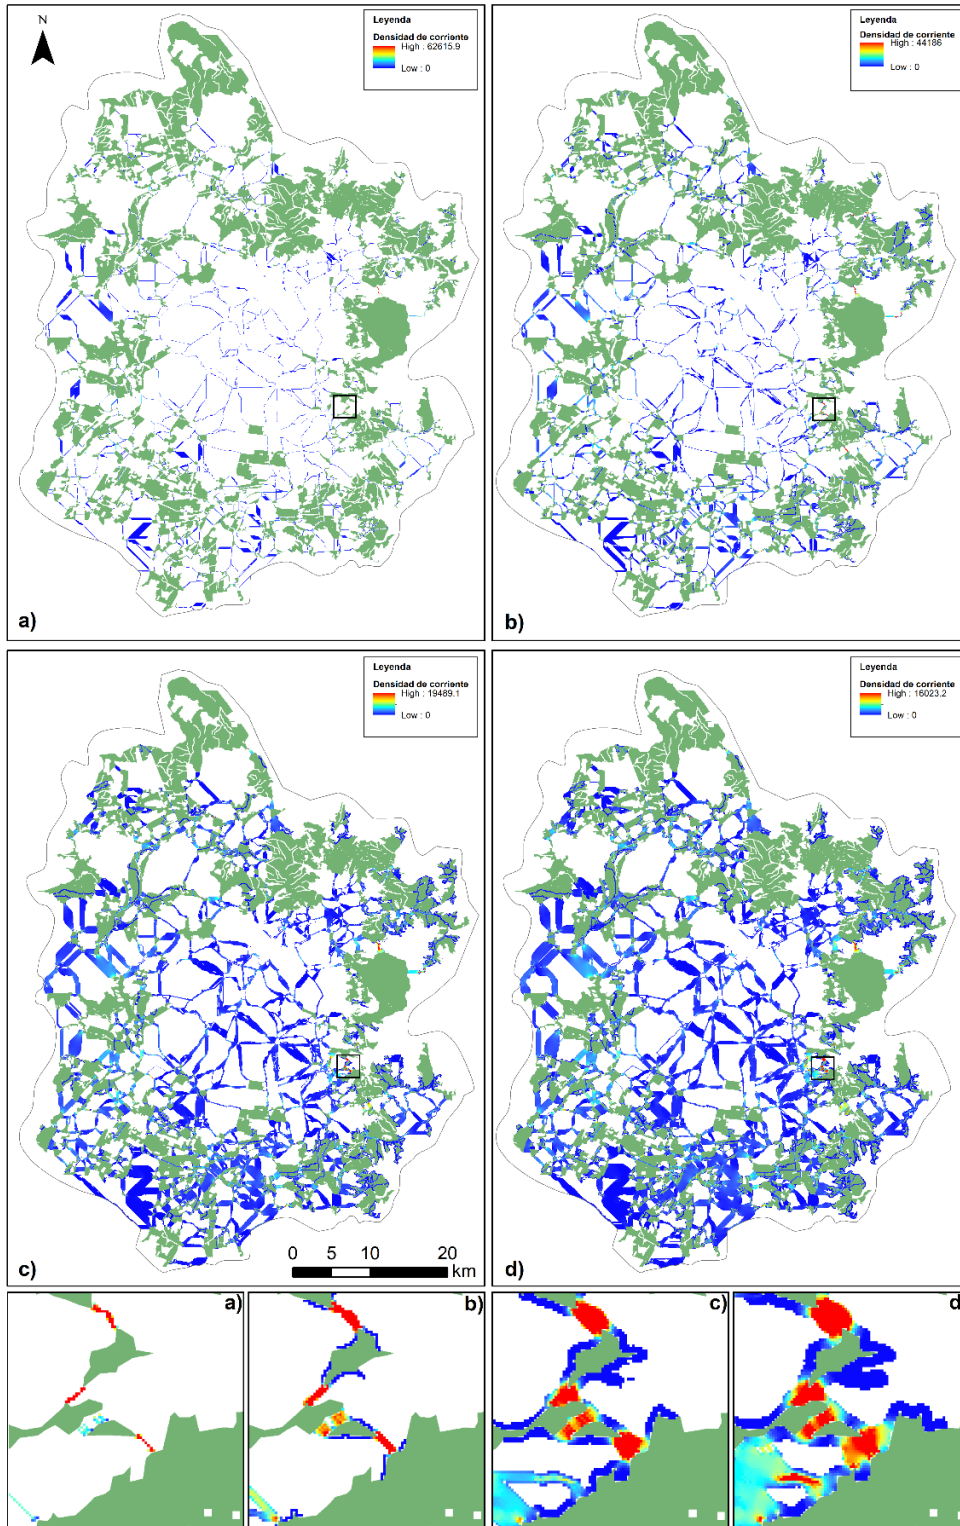 N
Leyenda
Densidad de corriente
High : 62615.9
Low : 0
a)
Leyenda
Densidad de corriente
High : 44186
Low : 0
b)
Leyenda
Densidad de corriente
High : 19489.1
Low : 0
c)
0 5 10 20
km
Leyenda
Densidad de corriente
High : 16023.2
Low : 0
d)
a)
b)
c)
d